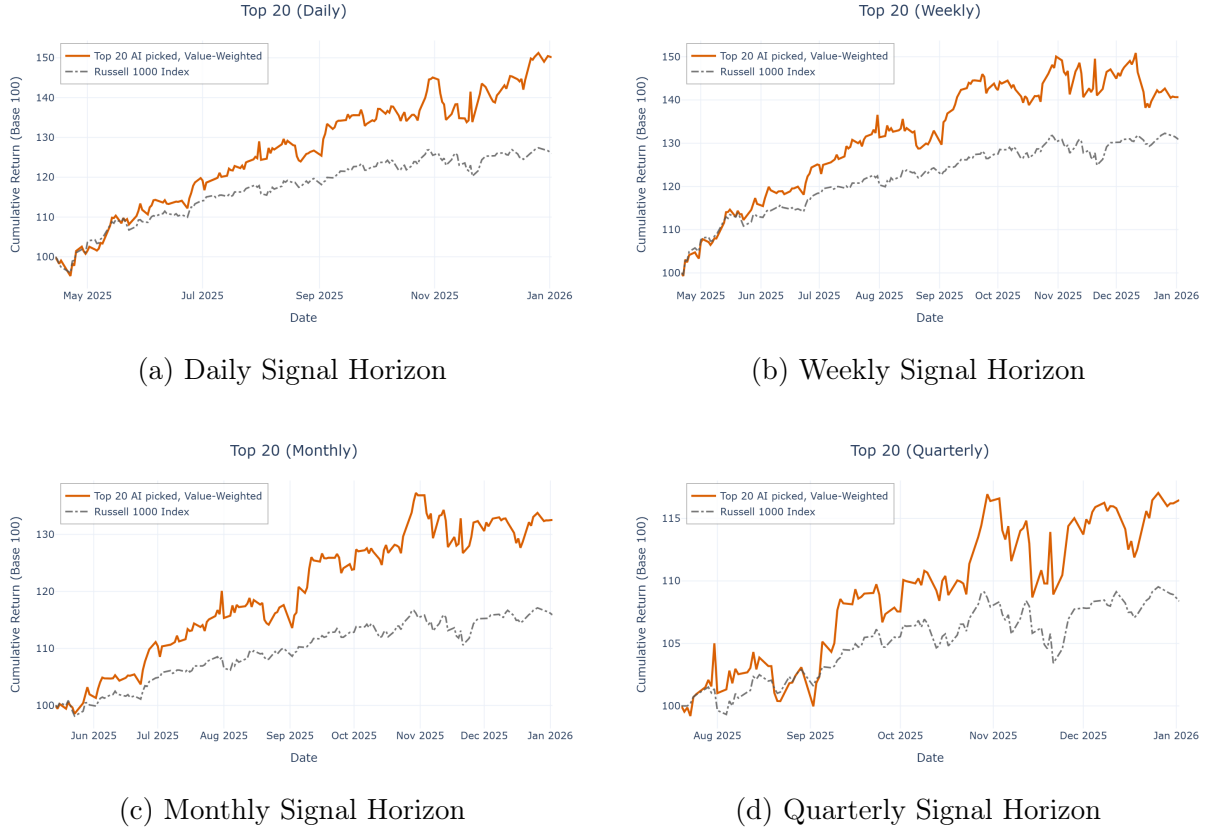 Top 20 (Daily)
Top 20 AI picked, Value-Weighted
Russell 1000 Index
Cumulative Return (Base 100)
150
140
130
120
110
100
May 2025
Jul 2025
Sep 2025
Nov 2025
Jan 2026
Date
(a) Daily Signal Horizon
Top 20 (Weekly)
Top 20 AI picked, Value-Weighted
Russell 1000 Index
Cumulative Return (Base 100)
150
140
130
120
110
100
May 2025
Jun 2025
Jul 2025
Aug 2025
Sep 2025
Oct 2025
Nov 2025
Dec 2025
Jan 2026
Date
(b) Weekly Signal Horizon
Top 20 (Monthly)
Top 20 AI picked, Value-Weighted
Russell 1000 Index
Cumulative Return (Base 100)
130
120
110
100
Jun 2025
Jul 2025
Aug 2025
Sep 2025
Oct 2025
Nov 2025
Dec 2025
Jan 2026
Date
(c) Monthly Signal Horizon
Top 20 (Quarterly)
Top 20 AI picked, Value-Weighted
Russell 1000 Index
Cumulative Return (Base 100)
115
110
105
100
Aug 2025
Sep 2025
Oct 2025
Nov 2025
Dec 2025
Jan 2026
Date
(d) Quarterly Signal Horizon